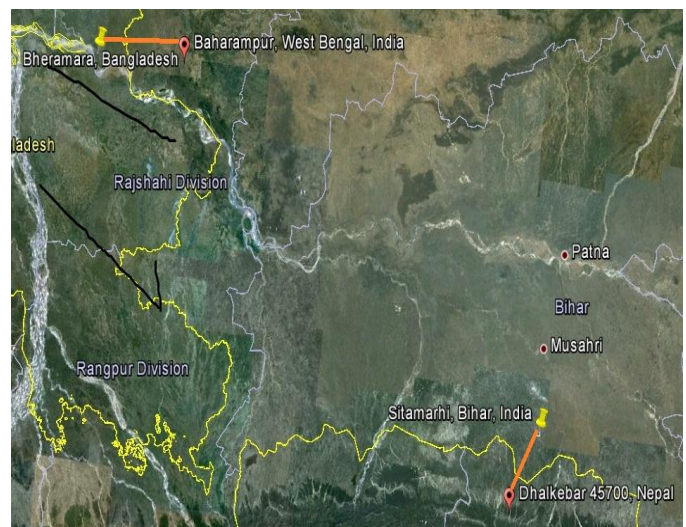 Baharampur, West Bengal, India
Bheramara, Bangladesh
ladesh
Rajshahi Division
Patna
Bihar
Musahri
Rangpur Division
Sitamarhi, Bihar, India
Dhalkebar 45700, Nepal